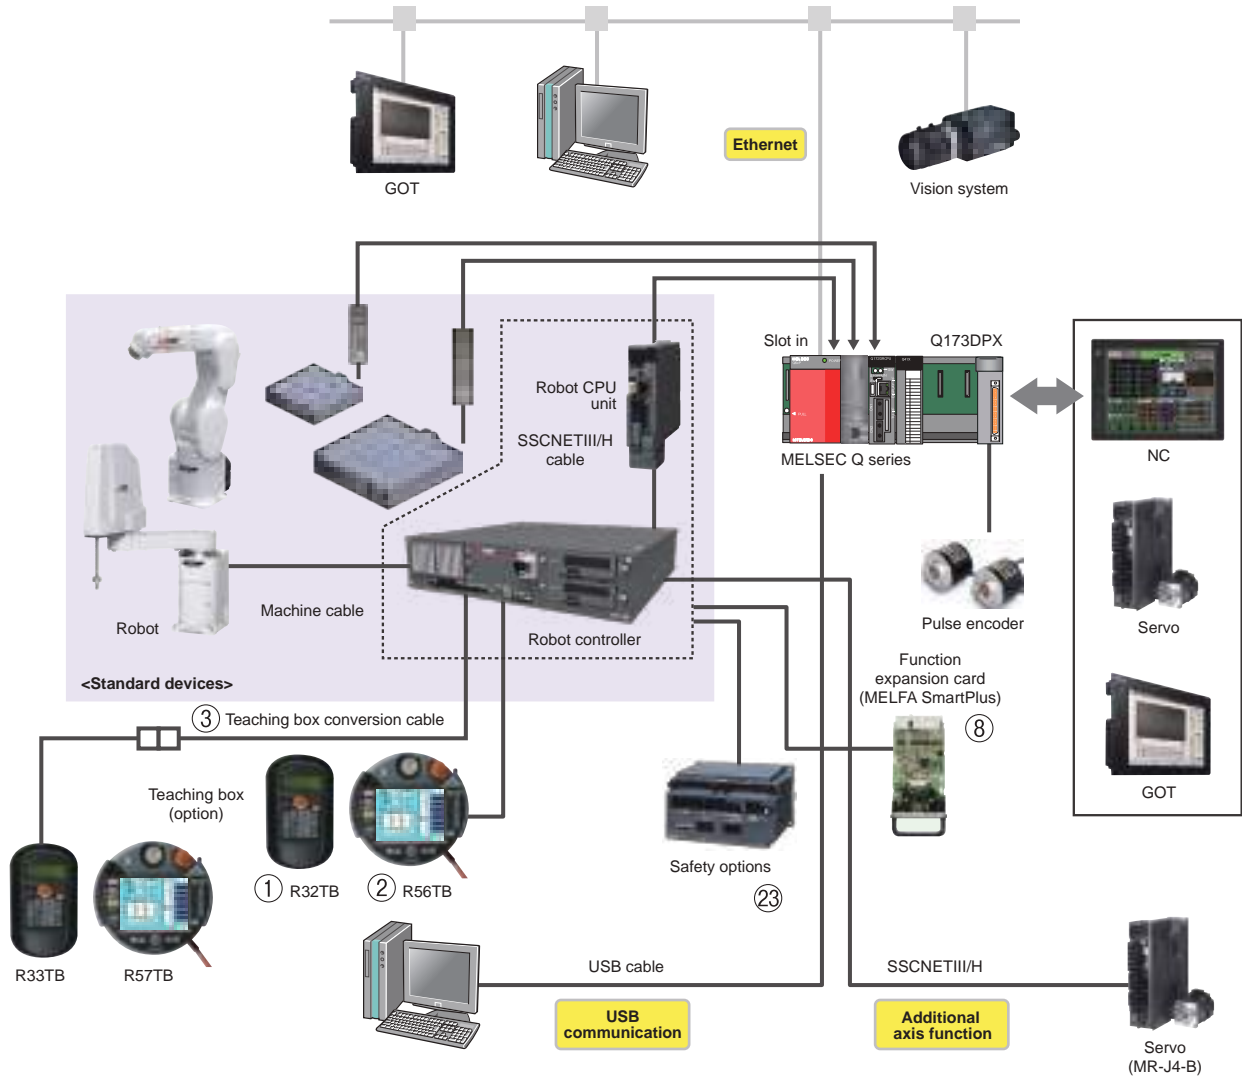 Ethernet
GOT
Vision system
Slot in
Q173DPX
Robot CPU
unit
SSCNETIII/H
cable
MELSEC Q series
NC
Machine cable
Robot
Robot controller
Pulse encoder
Servo
<Standard devices>
Function
expansion card
(MELFA SmartPlus)
③ Teaching box conversion cable
⑧
Teaching box
(option)
GOT
Safety options
① R32TB
② R56TB
㉓
R33TB
R57TB
USB cable
SSCNETIII/H
USB
communication
Additional
axis function
Servo
(MR-J4-B)